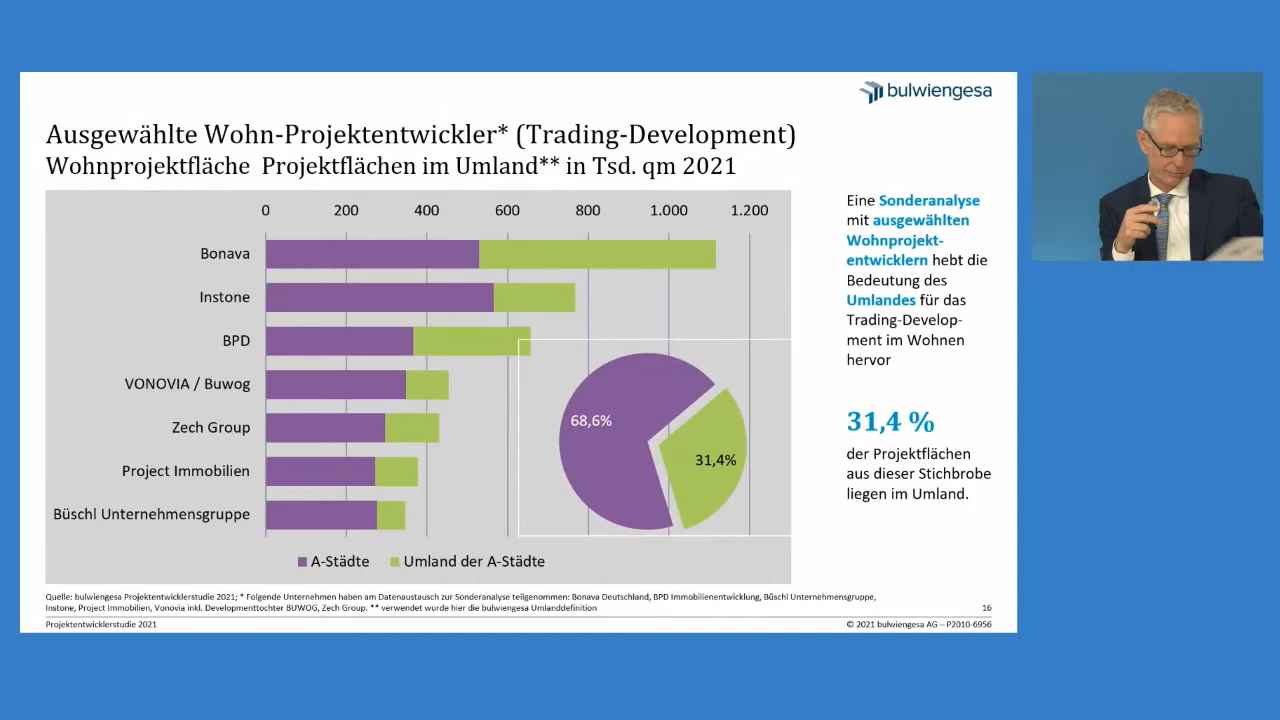 bulwiengesa
Ausgewählte Wohn-Projektentwickler* (Trading-Development)
Wohnprojektfläche Projektflächen im Umland** in Tsd. qm 2021
0 200 400 600 800 1.000 1.200
Bonava
Instone
BPD
VONOVIA / Buwog
Zech Group
Project Immobilien
Büschl Unternehmensgruppe
68,6%
31,4%
A-Städte Umland der A-Städte
Eine Sonderanalyse
mit ausgewählten
Wohnprojekt-
entwicklern hebt die
Bedeutung des
Umlandes für das
Trading-Develop-
ment im Wohnen
hervor
31,4 %
der Projektflächen
aus dieser Stichbrobe
liegen im Umland.
Quelle: bulwiengesa Projektentwicklerstudie 2021; * Folgende Unternehmen haben am Datenaustausch zur Sonderanalyse teilgenommen: Bonava Deutschland, BPD Immobilienentwicklung, Büschl Unternehmensgruppe,
Instone, Project Immobilien, Vonovia inkl. Developmenttochter BUWOG, Zech Group. ** verwendet wurde hier die bulwiengesa Umlanddefinition
16
Projektentwicklerstudie 2021
© 2021 bulwiengesa AG – P2010-6956